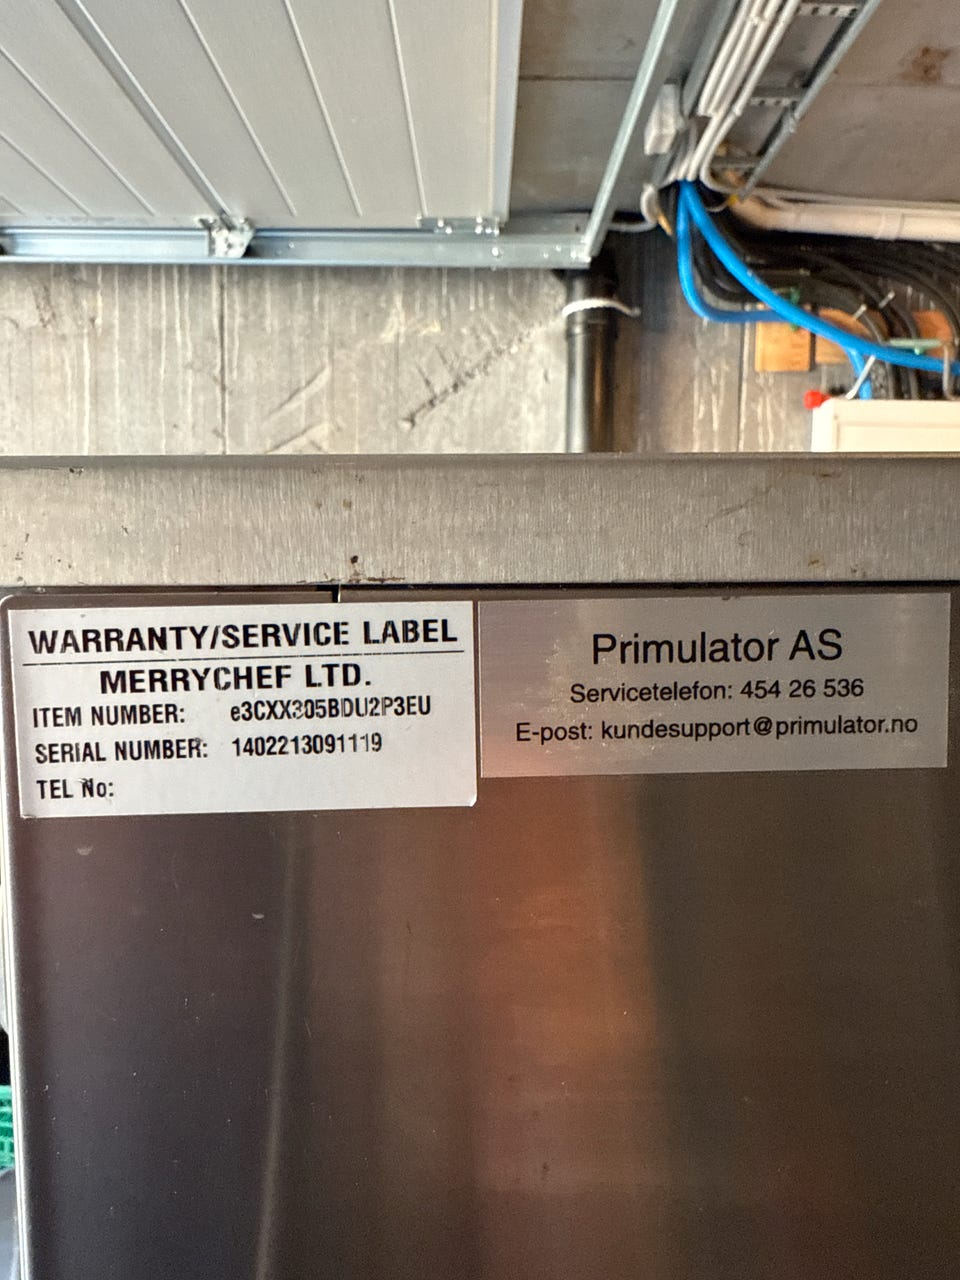 WARRANTY/SERVICE LABEL
MERRYCHEF LTD.
ITEM NUMBER: e3CXX305BDU2P3EU
SERIAL NUMBER: 1402213091119
TEL No:
Primulator AS
Servicetelefon: 454 26 536
E-post: kundesupport@primulator.no